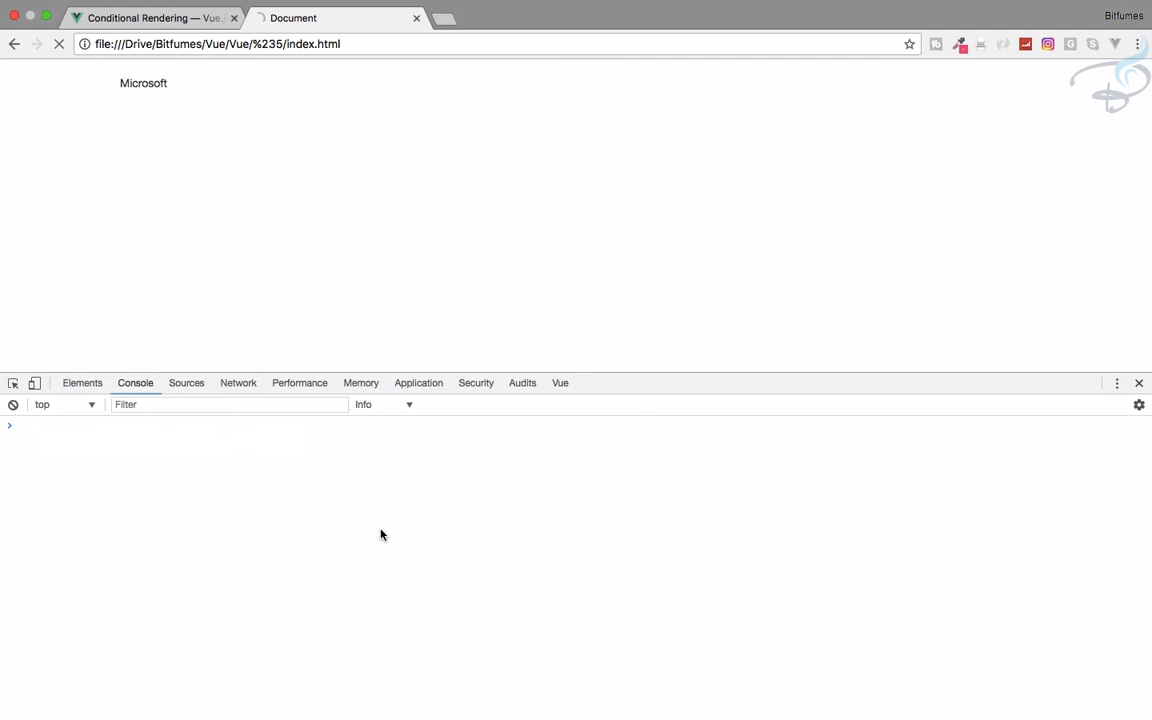 Conditional Rendering — Vue.j
Document
Bitfumes
file:///Drive/Bitfumes/Vue/Vue/%235/index.html
Microsoft
Elements Console Sources Network Performance Memory Application Security Audits Vue
top Filter Info